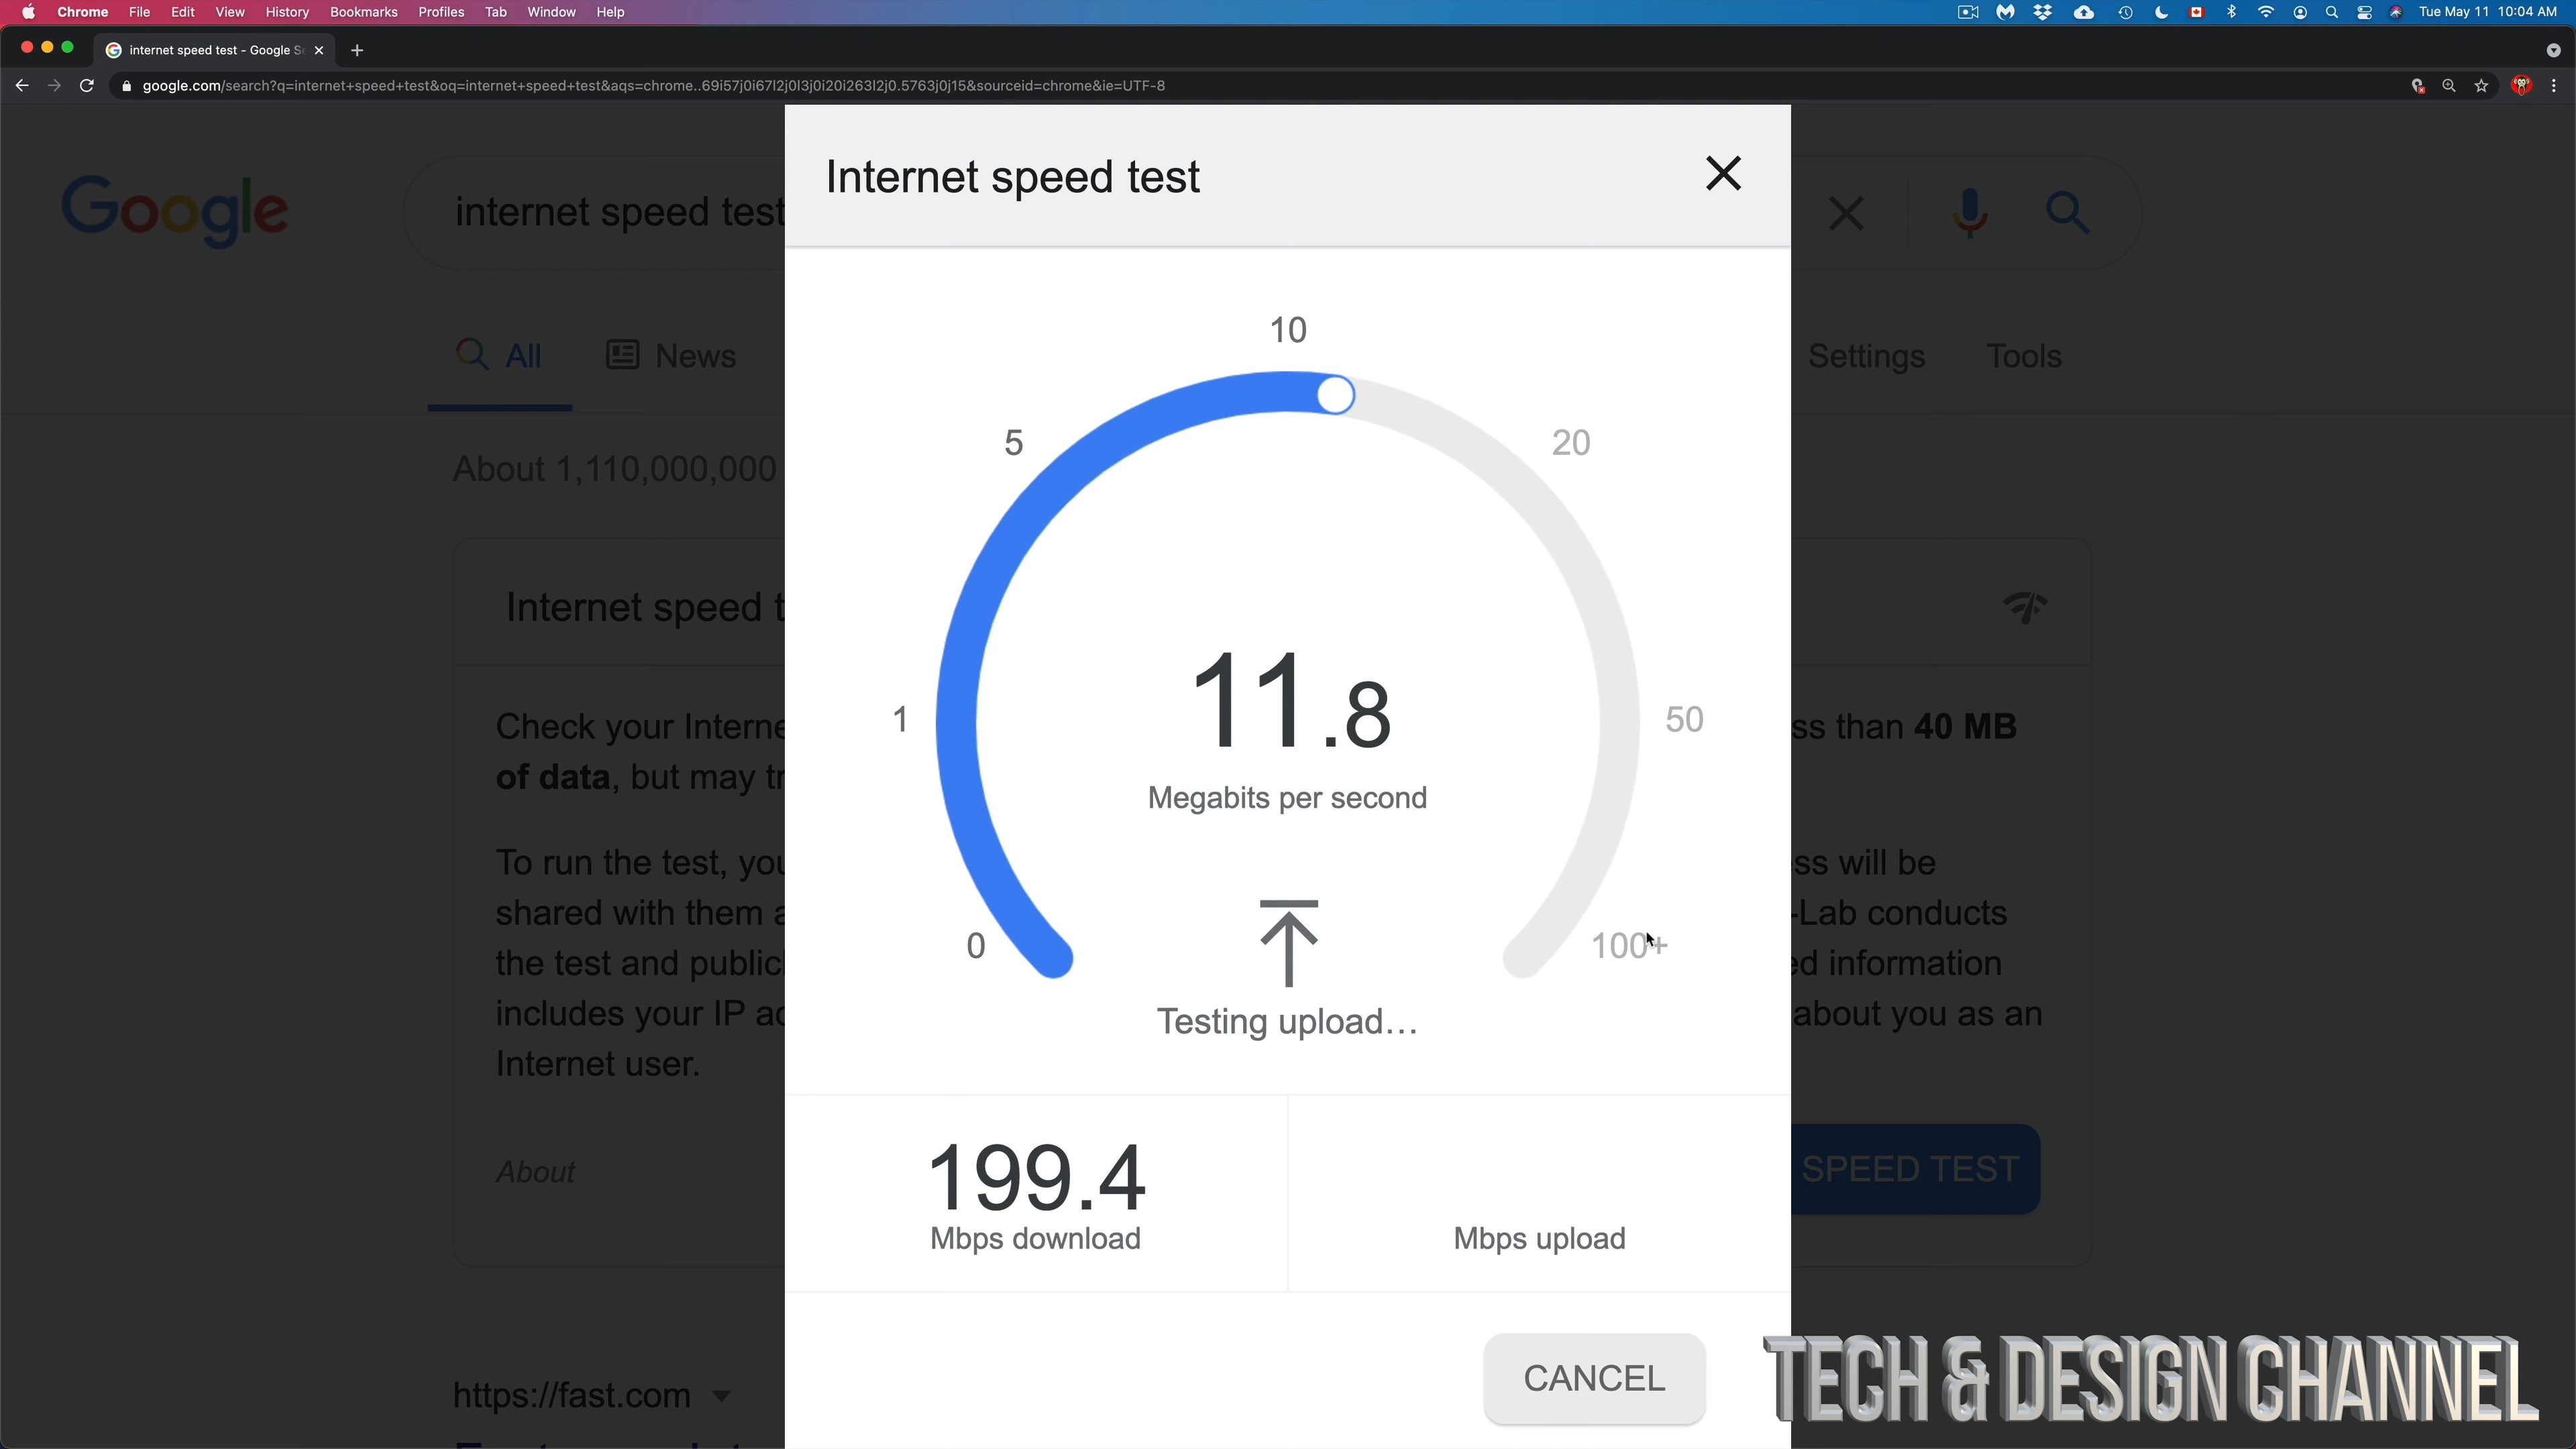 Chrome File Edit View History Bookmarks Profiles Tab Window Help
Tue May 11 10:04 AM
internet speed test - Google Se
google.com/search?q=internet+speed+test&oq=internet+speed+test&aqs=chrome..69i57j0i67l2j0l3j0i20i263l2j0.5763j0j15&sourceid=chrome&ie=UTF-8
Google
internet speed test
All
News
Settings
Tools
About 1,110,000,000
Internet speed t
Check your Interne
ss than 40 MB
of data, but may tr
To run the test, you
ss will be
shared with them a
-Lab conducts
the test and public
ed information
includes your IP ad
about you as an
Internet user.
About
SPEED TEST
https://fast.com
Internet speed test
10
5
20
11.8
1
50
Megabits per second
0
100+
Testing upload...
199.4
Mbps download
Mbps upload
CANCEL
TECH & DESIGN CHANNEL